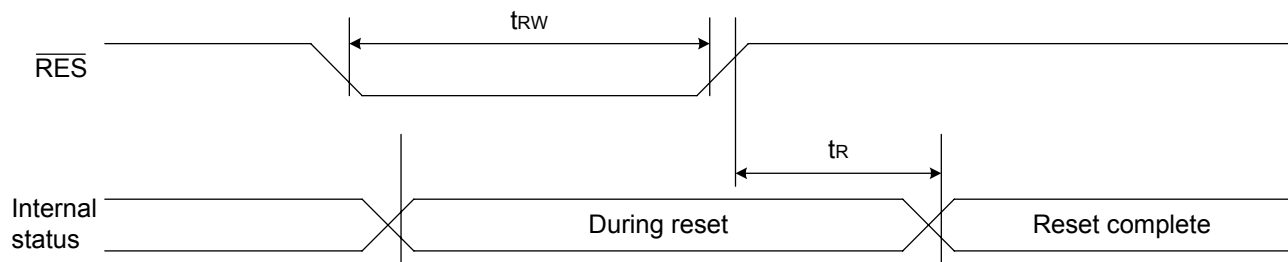 tRW
RES
tR
Internal
status
During reset
Reset complete